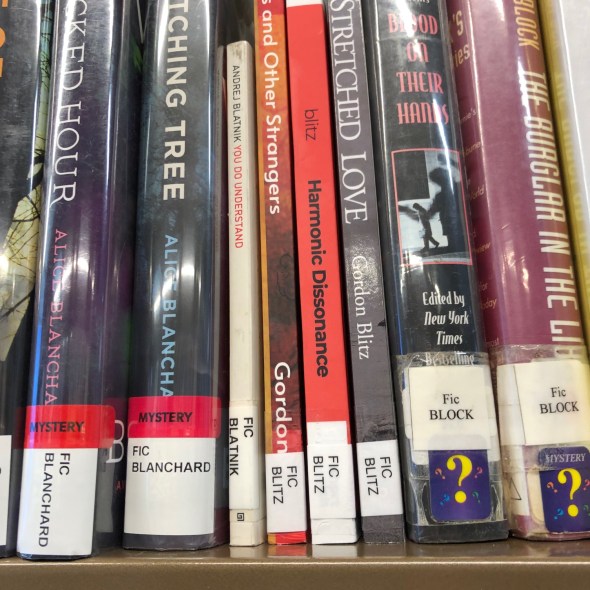 CKED HOUR
ALICE BLANCHA
MYSTERY
FIC
BLANCHARD
TCHING TREE
ALICE BLANCHA
MYSTERY
FIC
BLANCHARD
ANDREJ BLATNIK YOU DO UNDERSTAND
FIC
BLATNIK
s and Other Strangers
Gordon
FIC
BLITZ
blitz
Harmonic Dissonance
FIC
BLITZ
STRETCHED LOVE
Gordon Blitz
FIC
BLITZ
BLOOD
ON
THEIR
HANDS
Edited by
New York
Times
Bestselling
Fic
BLOCK
?
BLOCK THE BURGLAR IN THE LI
Fic
BLOCK
MYSTERY
?